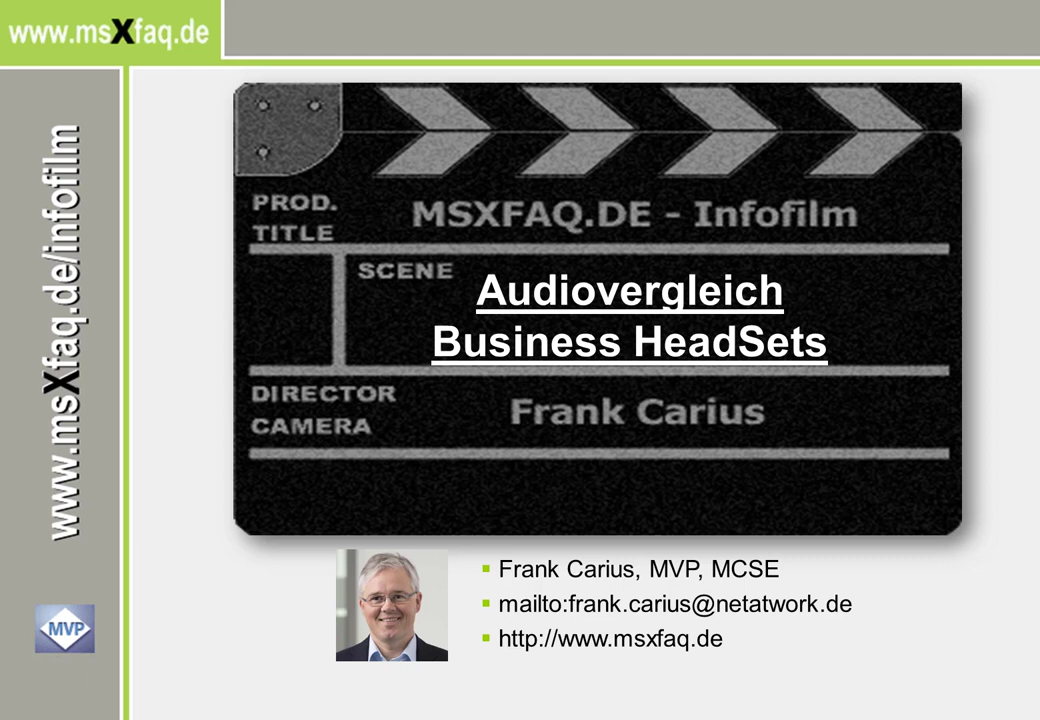 www.msXfaq.de
www.msXfaq.de/infofilm
PROD.
TITLE
MSXFAQ.DE - Infofilm
SCENE
Audiovergleich
Business HeadSets
DIRECTOR
CAMERA
Frank Carius
Frank Carius, MVP, MCSE
mailto:frank.carius@netatwork.de
http://www.msxfaq.de
MVP